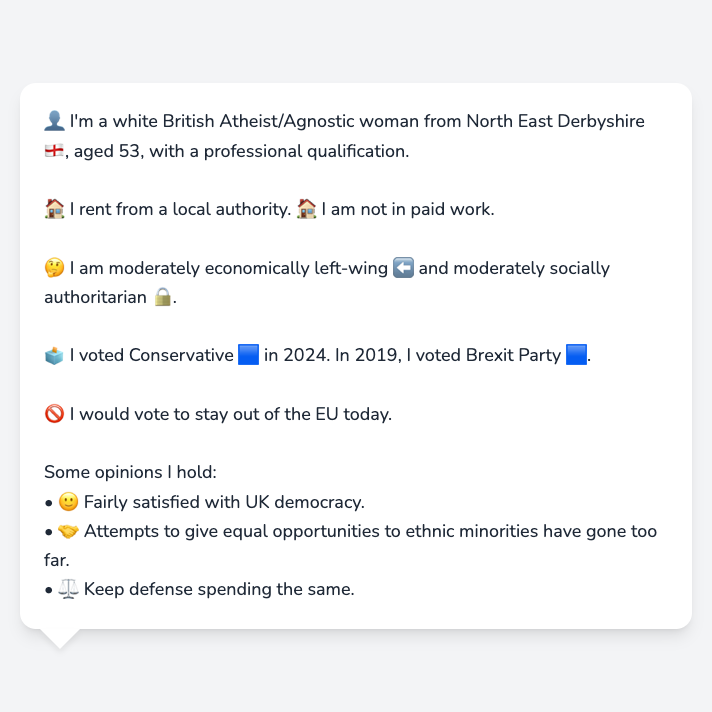 👤 I'm a white British Atheist/Agnostic woman from North East Derbyshire
🏴󠁧󠁢󠁥󠁮󠁧󠁿, aged 53, with a professional qualification.
🏠 I rent from a local authority. 🏠 I am not in paid work.
🤔 I am moderately economically left-wing ⬅️ and moderately socially
authoritarian 🔒.
🗳️ I voted Conservative 🟦 in 2024. In 2019, I voted Brexit Party 🟦.
🚫 I would vote to stay out of the EU today.
Some opinions I hold:
• 🙂 Fairly satisfied with UK democracy.
• 🤝 Attempts to give equal opportunities to ethnic minorities have gone too
far.
• ⚖️ Keep defense spending the same.